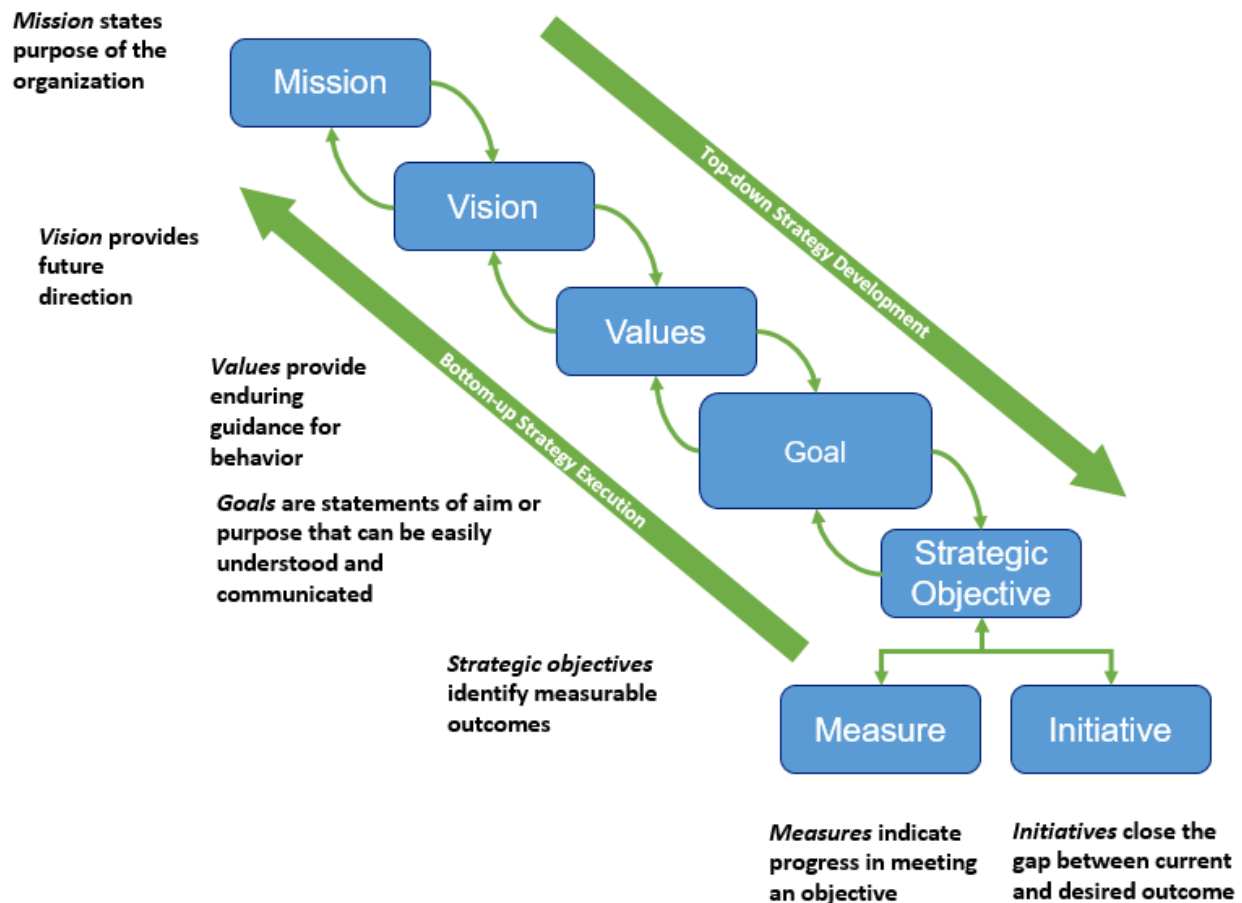 Mission states
purpose of the
organization
Mission
Top-down Strategy Development
Vision
Vision provides
future
direction
Values
Bottom-up Strategy Execution
Values provide
enduring
guidance for
behavior
Goal
Goals are statements of aim or
purpose that can be easily
understood and
communicated
Strategic
Objective
Strategic objectives
identify measurable
outcomes
Measure
Initiative
Measures indicate
progress in meeting
an objective
Initiatives close the
gap between current
and desired outcome